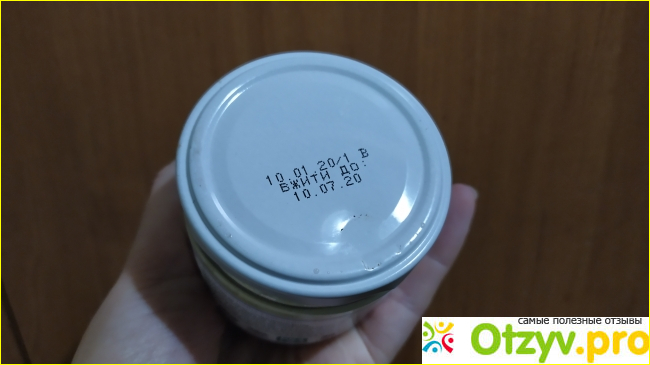 10.01.20/1 В
ВЖИТИ ДО:
10.07.20
самые полезные отзывы
Otzyv.pro